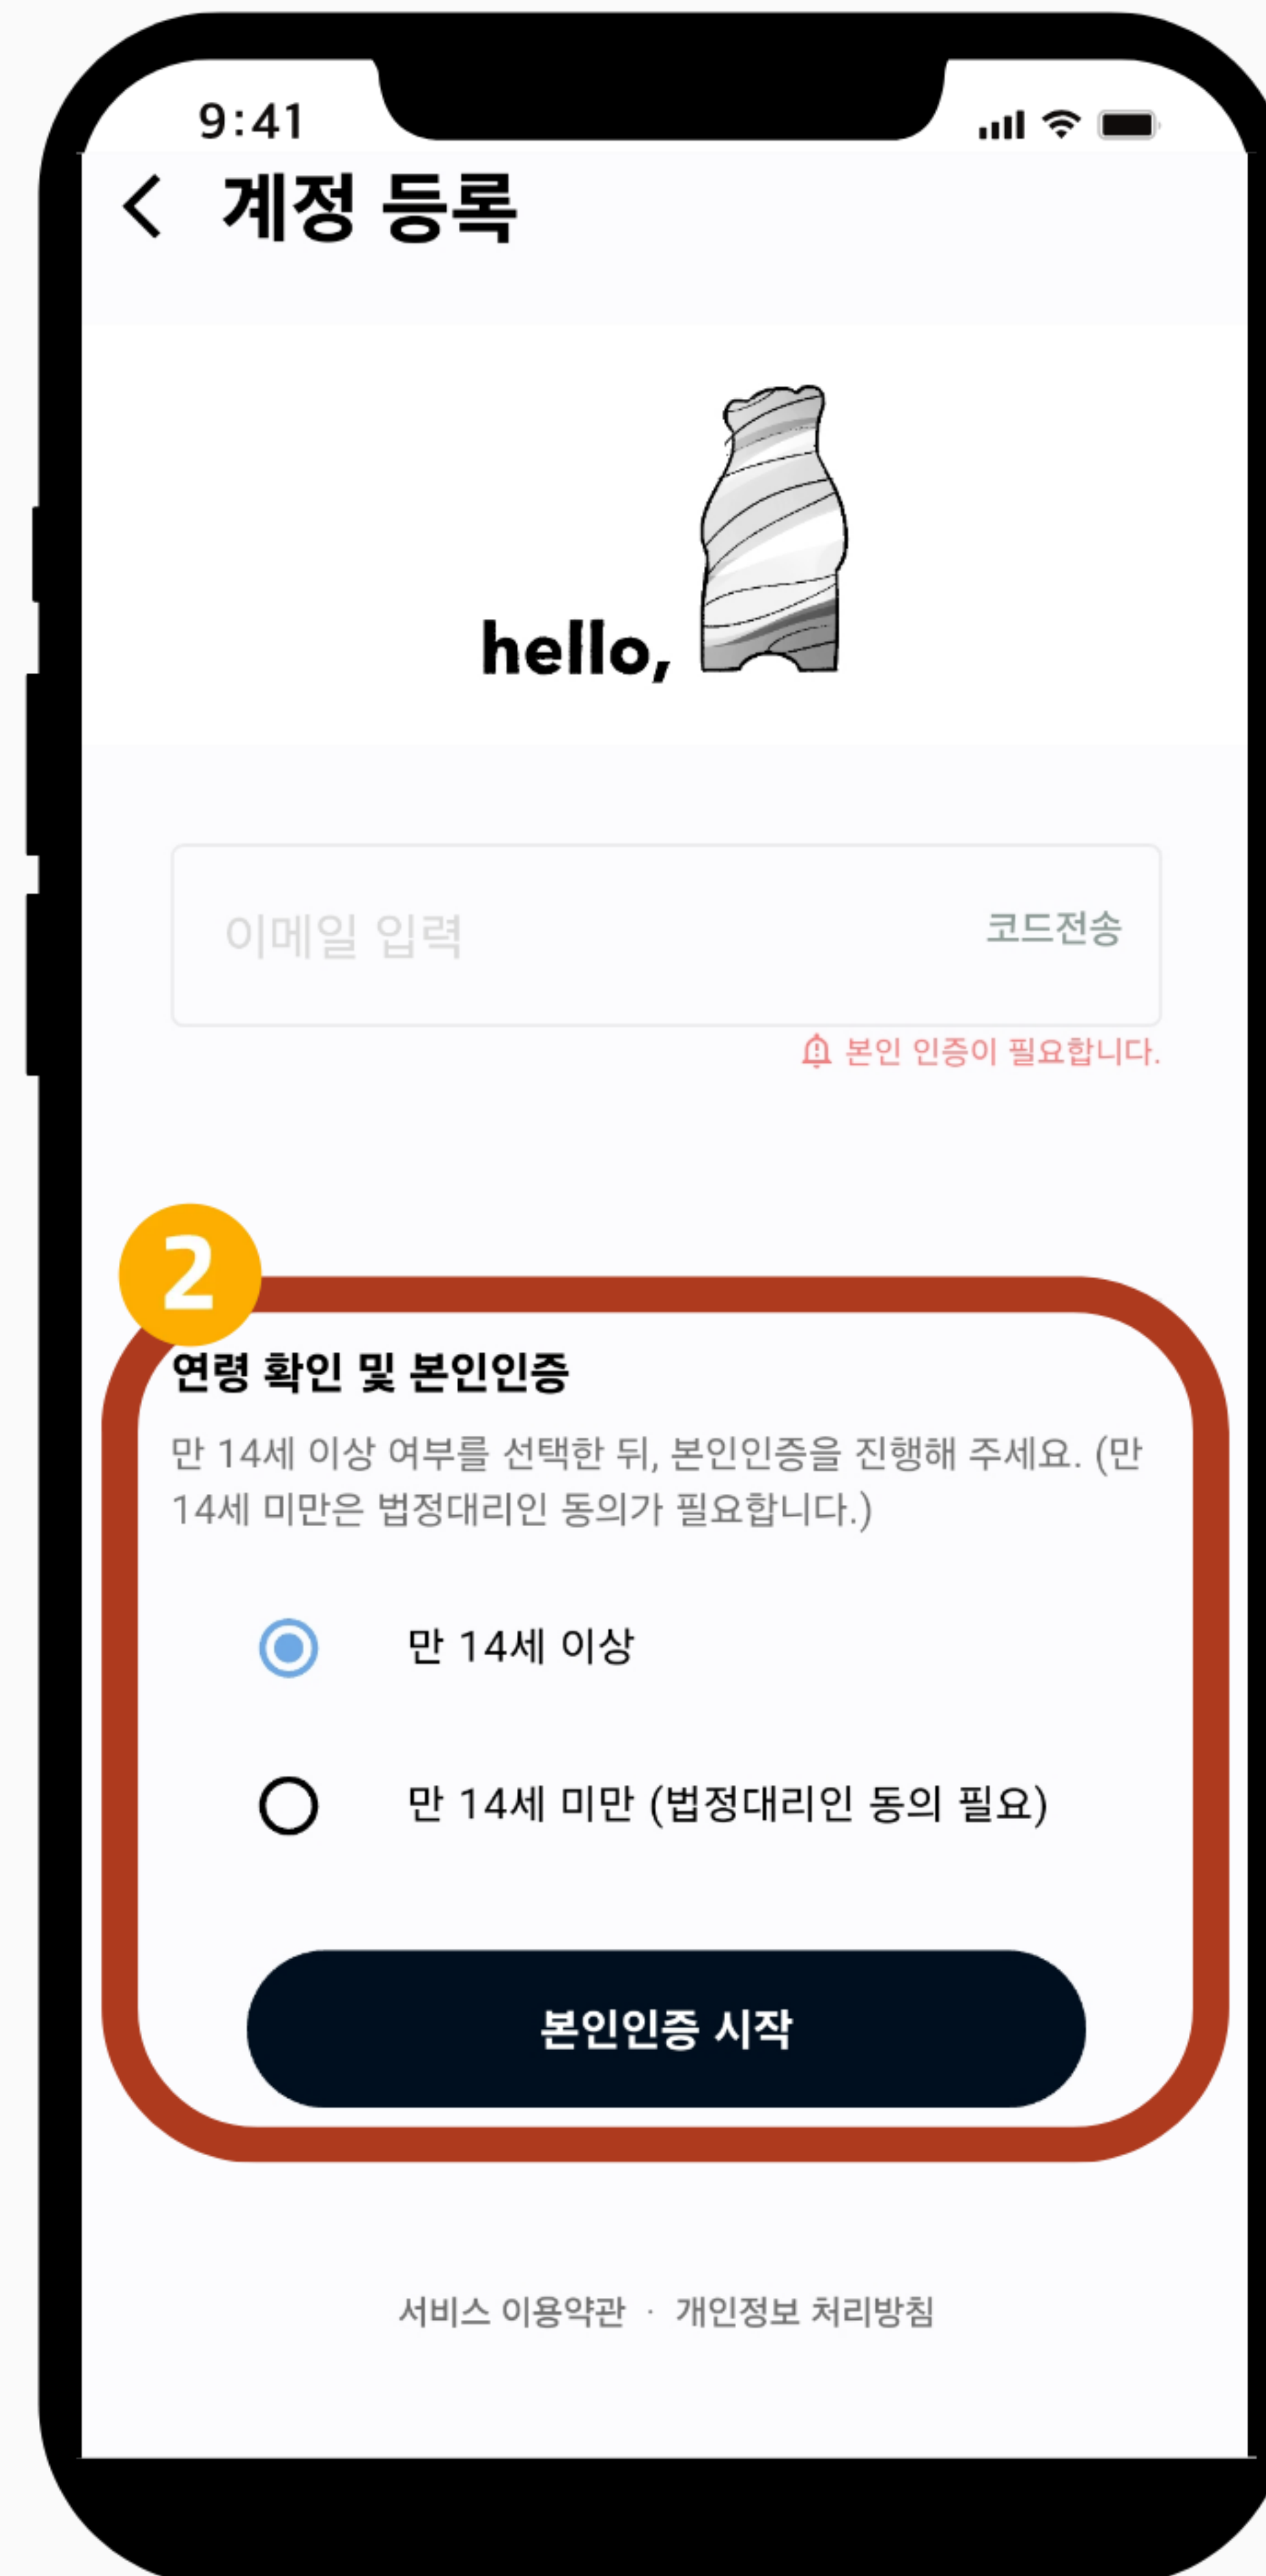 9:41
계정 등록
hello,
이메일 입력
코드전송
본인 인증이 필요합니다.
2
연령 확인 및 본인인증
만 14세 이상 여부를 선택한 뒤, 본인인증을 진행해 주세요. (만
14세 미만은 법정대리인 동의가 필요합니다.)
만 14세 이상
만 14세 미만 (법정대리인 동의 필요)
본인인증 시작
서비스 이용약관 · 개인정보 처리방침